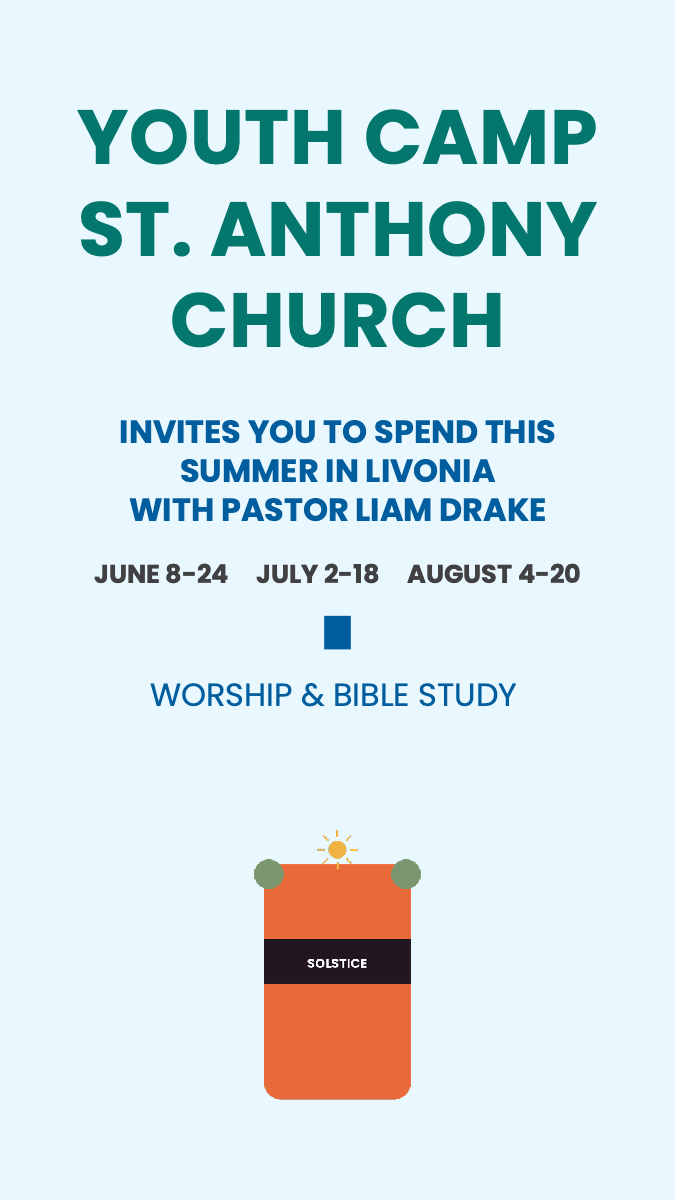 YOUTH CAMP
ST. ANTHONY
CHURCH
INVITES YOU TO SPEND THIS
SUMMER IN LIVONIA
WITH PASTOR LIAM DRAKE
JUNE 8-24 JULY 2-18 AUGUST 4-20
WORSHIP & BIBLE STUDY
SOLSTICE